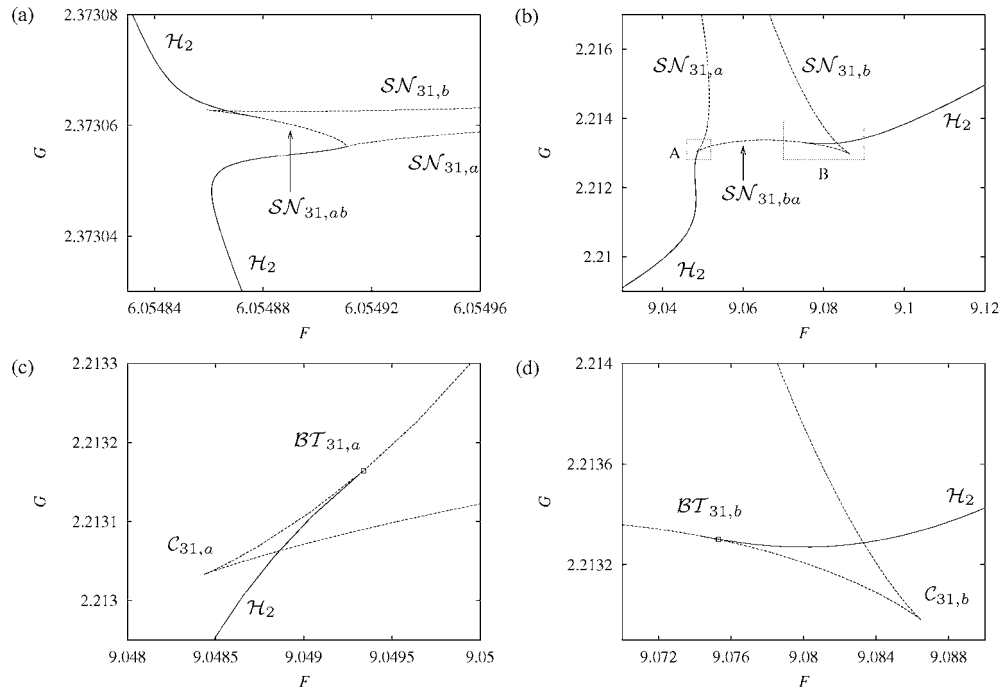 (a)
2.37308
2.37306
2.37304
G
H₂
SN₃₁,b
SN₃₁,a
SN₃₁,ab
H₂
6.05484
6.05488
6.05492
6.05496
F
(b)
2.216
2.214
2.212
2.21
G
SN₃₁,a
SN₃₁,b
H₂
A
B
SN₃₁,ba
H₂
9.04
9.06
9.08
9.1
9.12
F
(c)
2.2133
2.2132
2.2131
2.213
G
BT₃₁,a
C₃₁,a
H₂
9.048
9.0485
9.049
9.0495
9.05
F
(d)
2.214
2.2136
2.2132
G
BT₃₁,b
H₂
C₃₁,b
9.072
9.076
9.08
9.084
9.088
F